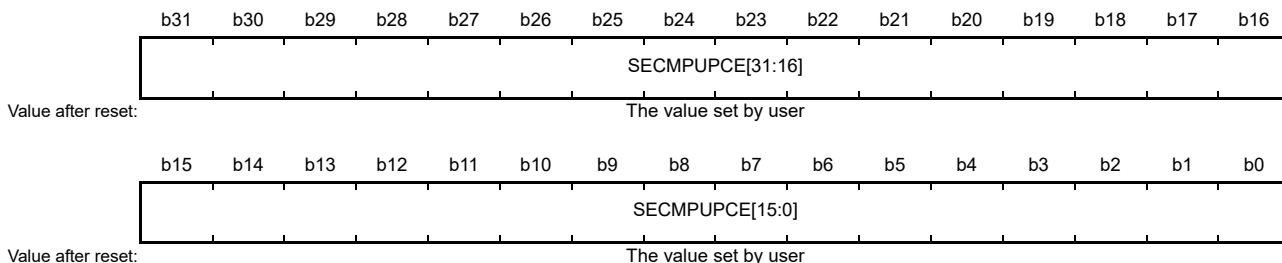 b31 b30 b29 b28 b27 b26 b25 b24 b23 b22 b21 b20 b19 b18 b17 b16
SECMPUPCE[31:16]
Value after reset: The value set by user
b15 b14 b13 b12 b11 b10 b9 b8 b7 b6 b5 b4 b3 b2 b1 b0
SECMPUPCE[15:0]
Value after reset: The value set by user